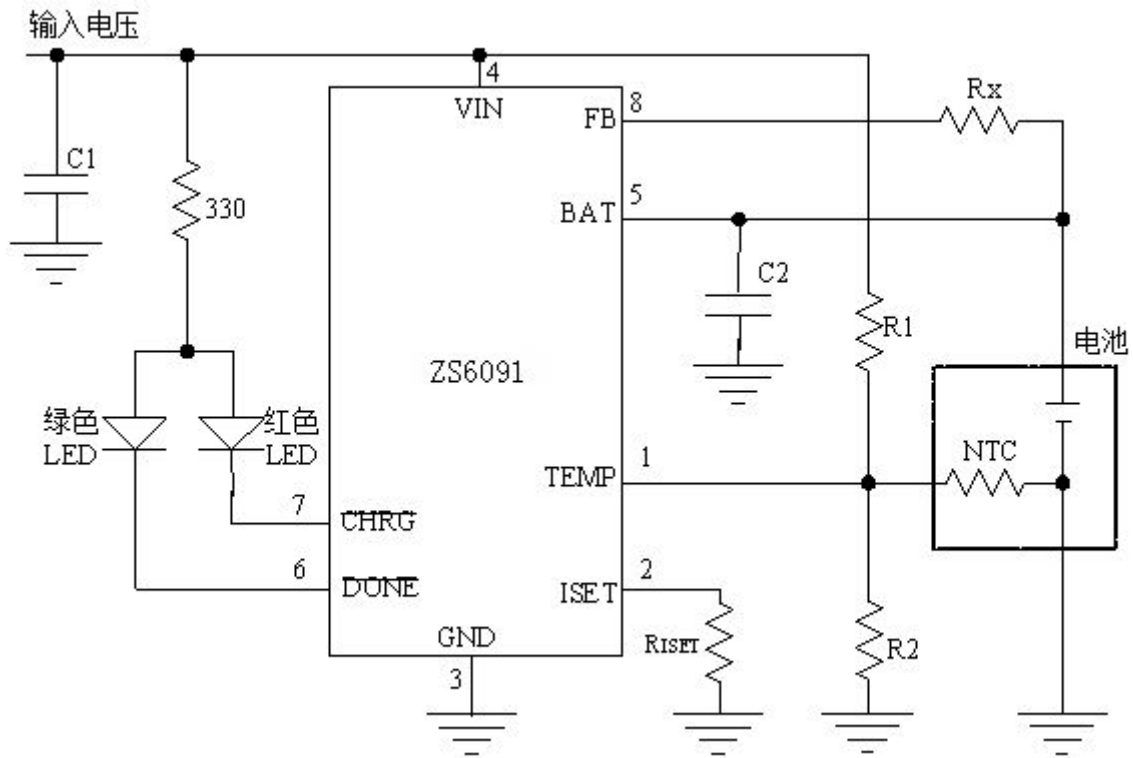 输入电压
4
VIN
FB
8
Rx
C1
330
BAT
5
C2
R1
电池
ZS6091
绿色
LED
红色
LED
NTC
TEMP
1
7
CHRG
6
DONE
ISET
2
GND
RISET
R2
3